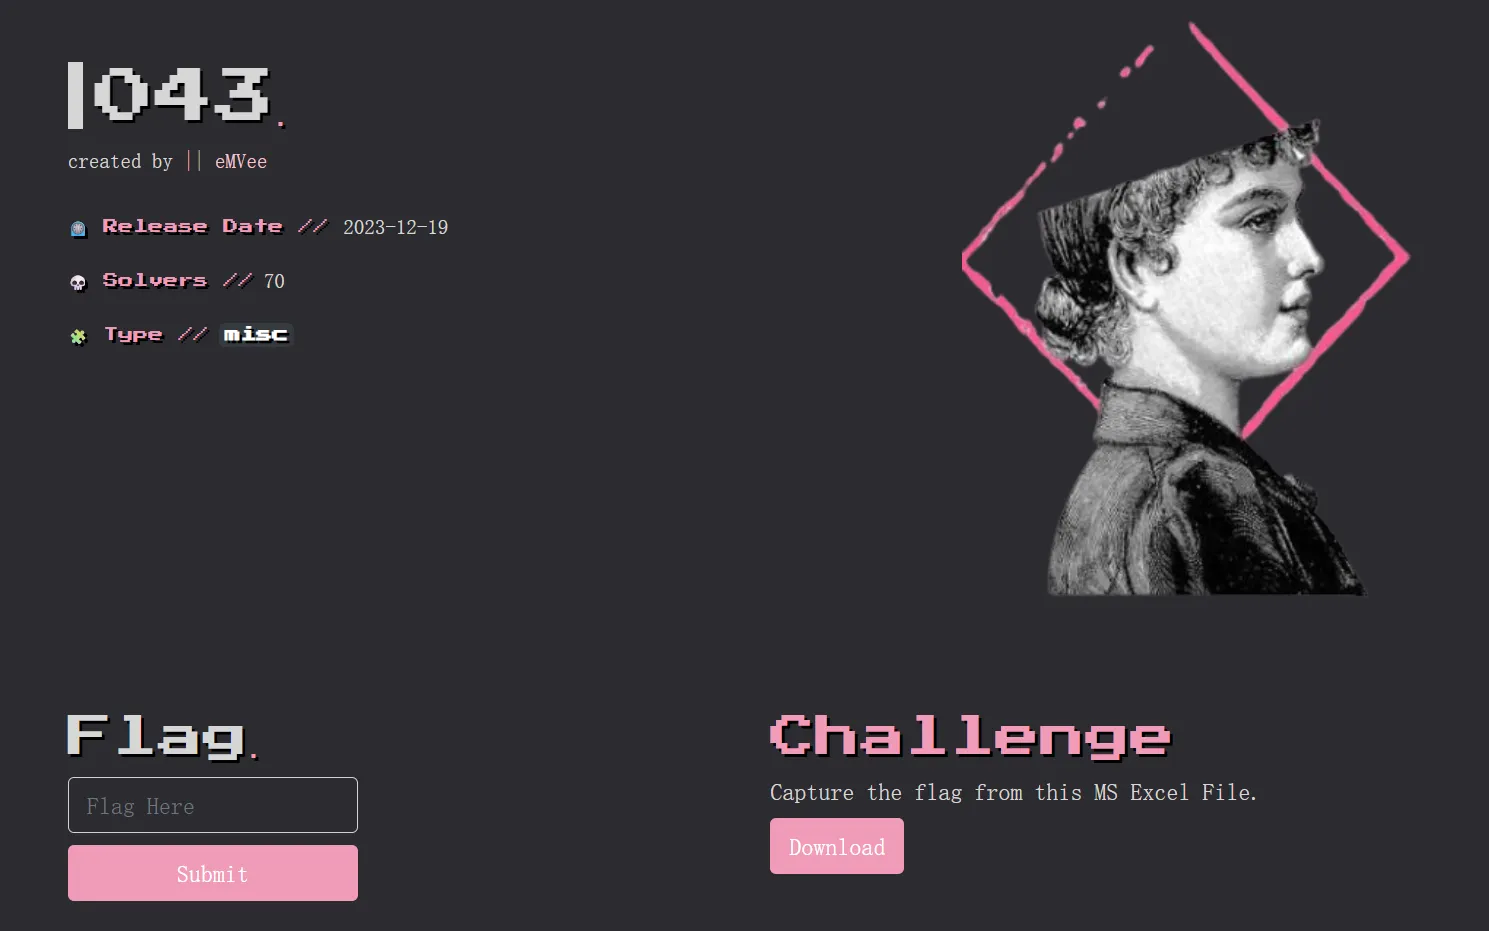 043.
created by || eMVee
Release Date // 2023-12-19
Solvers // 70
Type // misc
Flag.
Flag Here
Submit
Challenge
Capture the flag from this MS Excel File.
Download